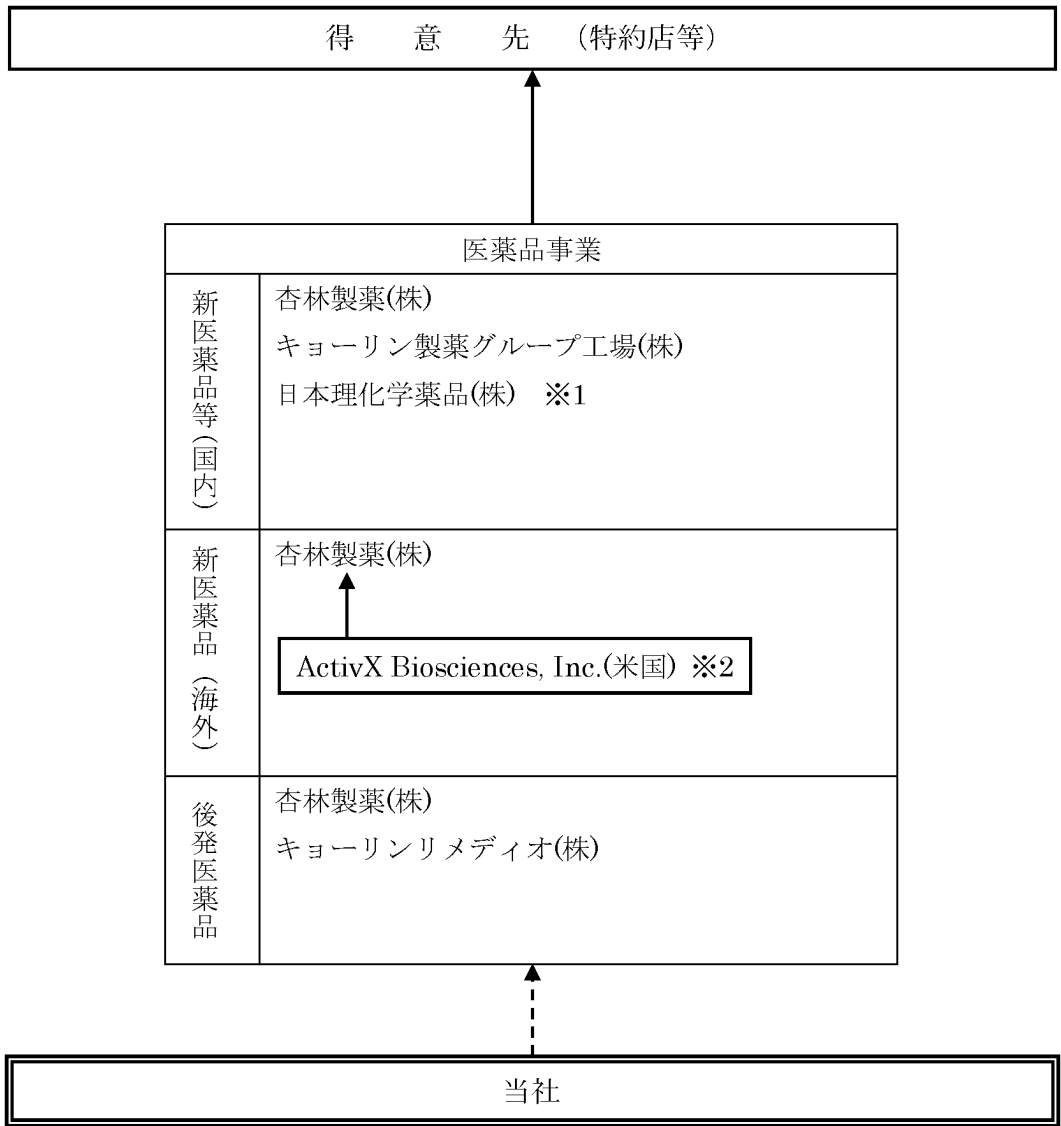 得　意　先　（特約店等）
医薬品事業
新医薬品等（国内）
杏林製薬(株)
キョーリン製薬グループ工場(株)
日本理化学薬品(株)　※1
新医薬品（海外）
杏林製薬(株)
ActivX Biosciences, Inc.(米国) ※2
後発医薬品
杏林製薬(株)
キョーリンリメディオ(株)
当社